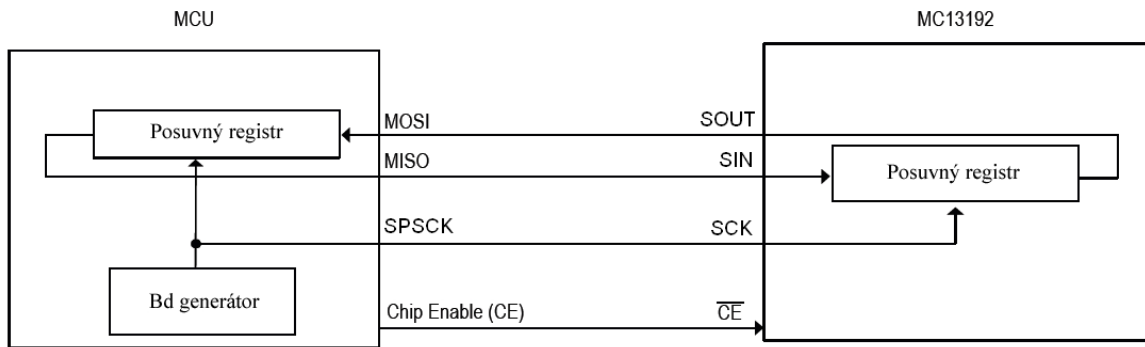 MCU
MC13192
MOSI
SOUT
Posuvný registr
MISO
SIN
Posuvný registr
SPSCK
SCK
Bd generátor
Chip Enable (CE)
CE